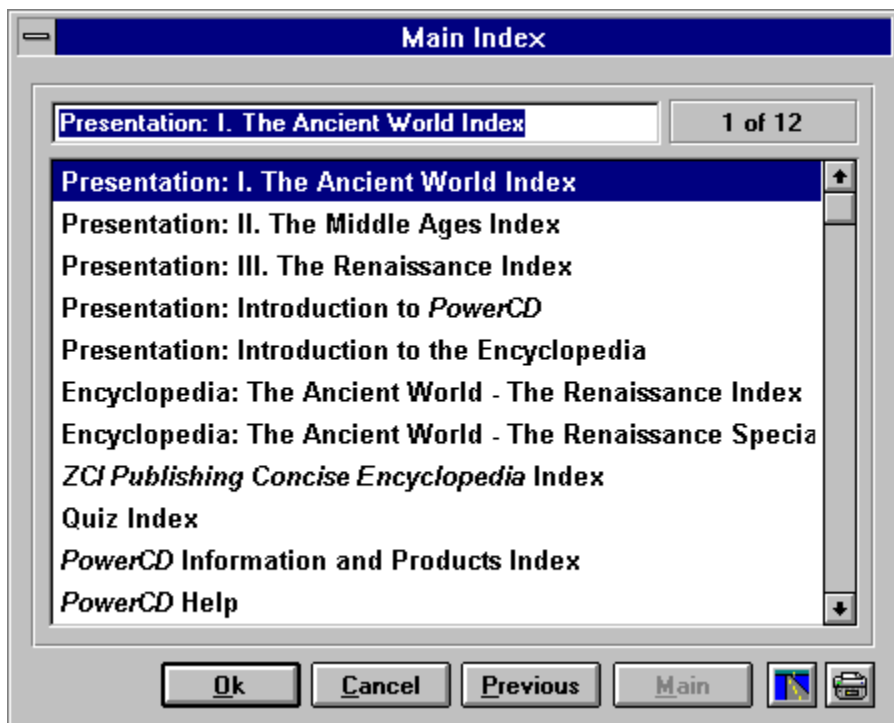 Main Index
Presentation: I. The Ancient World Index
1 of 12
Presentation: I. The Ancient World Index
Presentation: II. The Middle Ages Index
Presentation: III. The Renaissance Index
Presentation: Introduction to PowerCD
Presentation: Introduction to the Encyclopedia
Encyclopedia: The Ancient World - The Renaissance Index
Encyclopedia: The Ancient World - The Renaissance Specia
ZCI Publishing Concise Encyclopedia Index
Quiz Index
PowerCD Information and Products Index
PowerCD Help
Ok
Cancel
Previous
Main